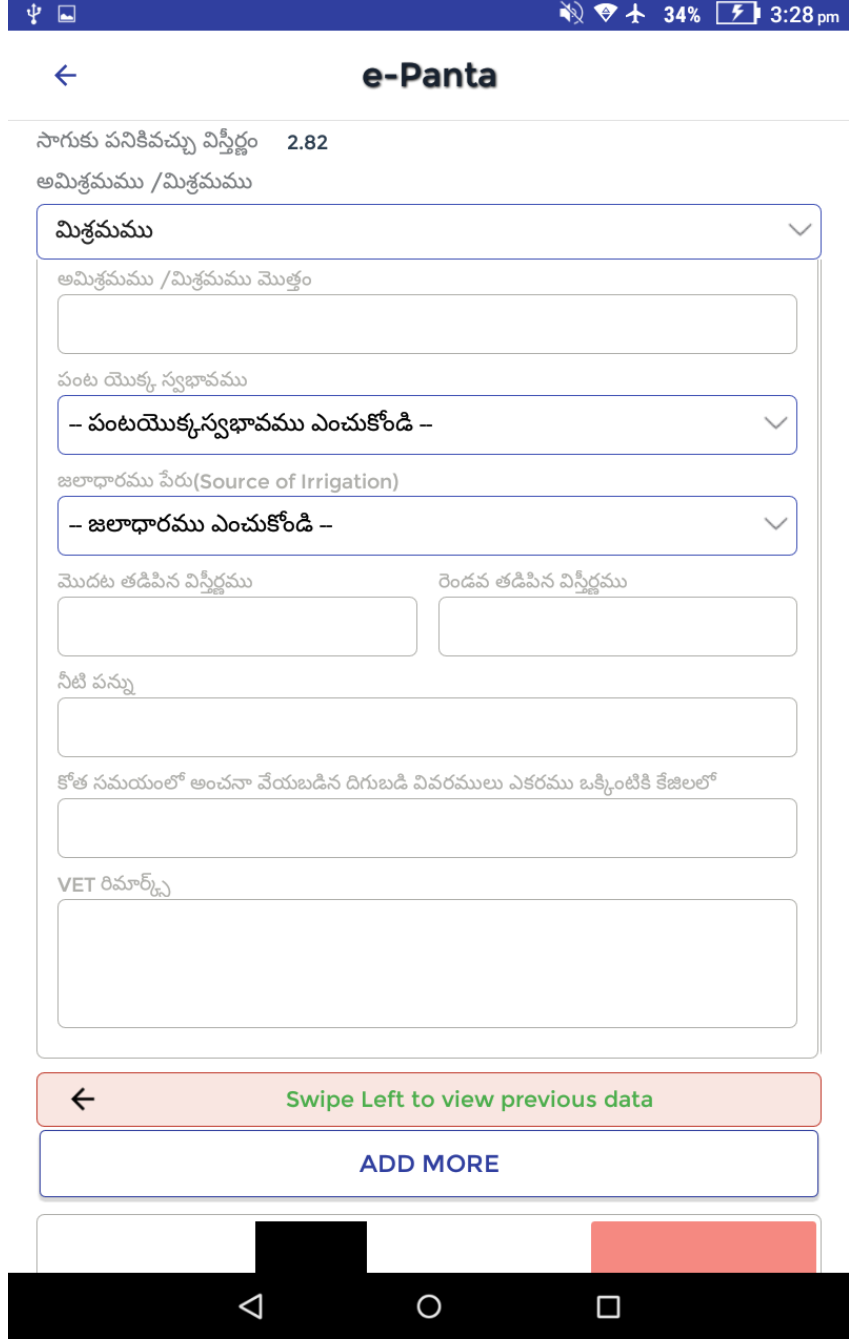 34% 3:28 pm
e-Panta
సాగుకు పనికివచ్చు విస్తీర్ణం 2.82
అమిశ్రమము /మిశ్రమము
మిశ్రమము
అమిశ్రమము /మిశ్రమము మొత్తం
పంట యొక్క స్వభావము
-- పంటయొక్కస్వభావము ఎంచుకోండి --
జలాధారము పేరు(Source of Irrigation)
-- జలాధారము ఎంచుకోండి --
మొదట తడిపిన విస్తీర్ణము రెండవ తడిపిన విస్తీర్ణము
నీటి పన్ను
కోత సమయంలో అంచనా వేయబడిన దిగుబడి వివరములు ఎకరము ఒక్కింటికి కేజిలలో
VET రిమార్క్స్
Swipe Left to view previous data
ADD MORE